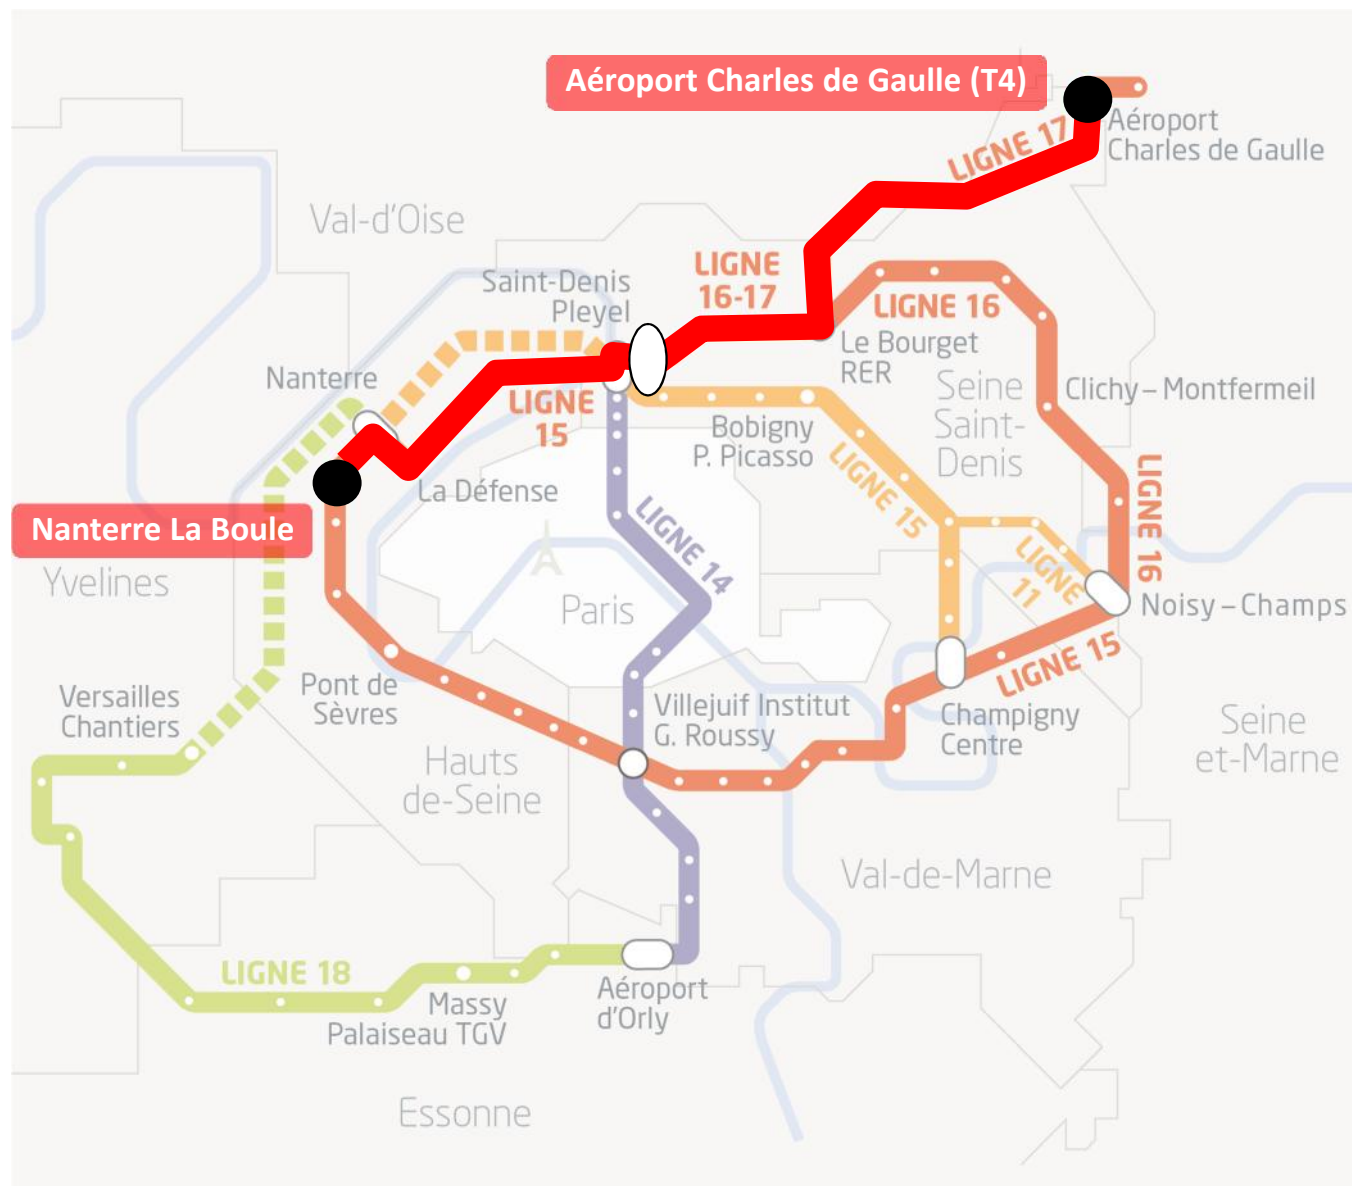 Aéroport Charles de Gaulle (T4)
Aéroport
Charles de Gaulle
LIGNE 17
Val-d'Oise
Saint-Denis
Pleyel
LIGNE
16-17
LIGNE 16
Le Bourget
RER
Nanterre
LIGNE
15
Seine
Saint-
Denis
Clichy – Montfermeil
Bobigny
P. Picasso
LIGNE 15
La Défense
LIGNE 16
Nanterre La Boule
LIGNE 14
LIGNE
11
Yvelines
Paris
Noisy – Champs
LIGNE 15
Versailles
Chantiers
Pont de
Sèvres
Villejuif Institut
G. Roussy
Champigny
Centre
Seine
et-Marne
Hauts
de-Seine
Val-de-Marne
LIGNE 18
Massy
Palaiseau TGV
Aéroport
d'Orly
Essonne